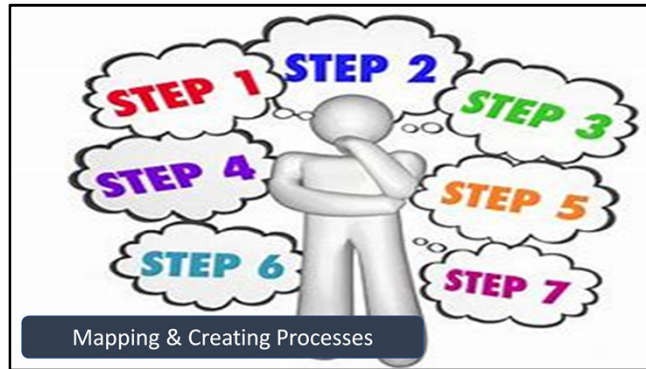 STEP 1
STEP 2
STEP 3
STEP 4
STEP 5
STEP 6
STEP 7
Mapping & Creating Processes